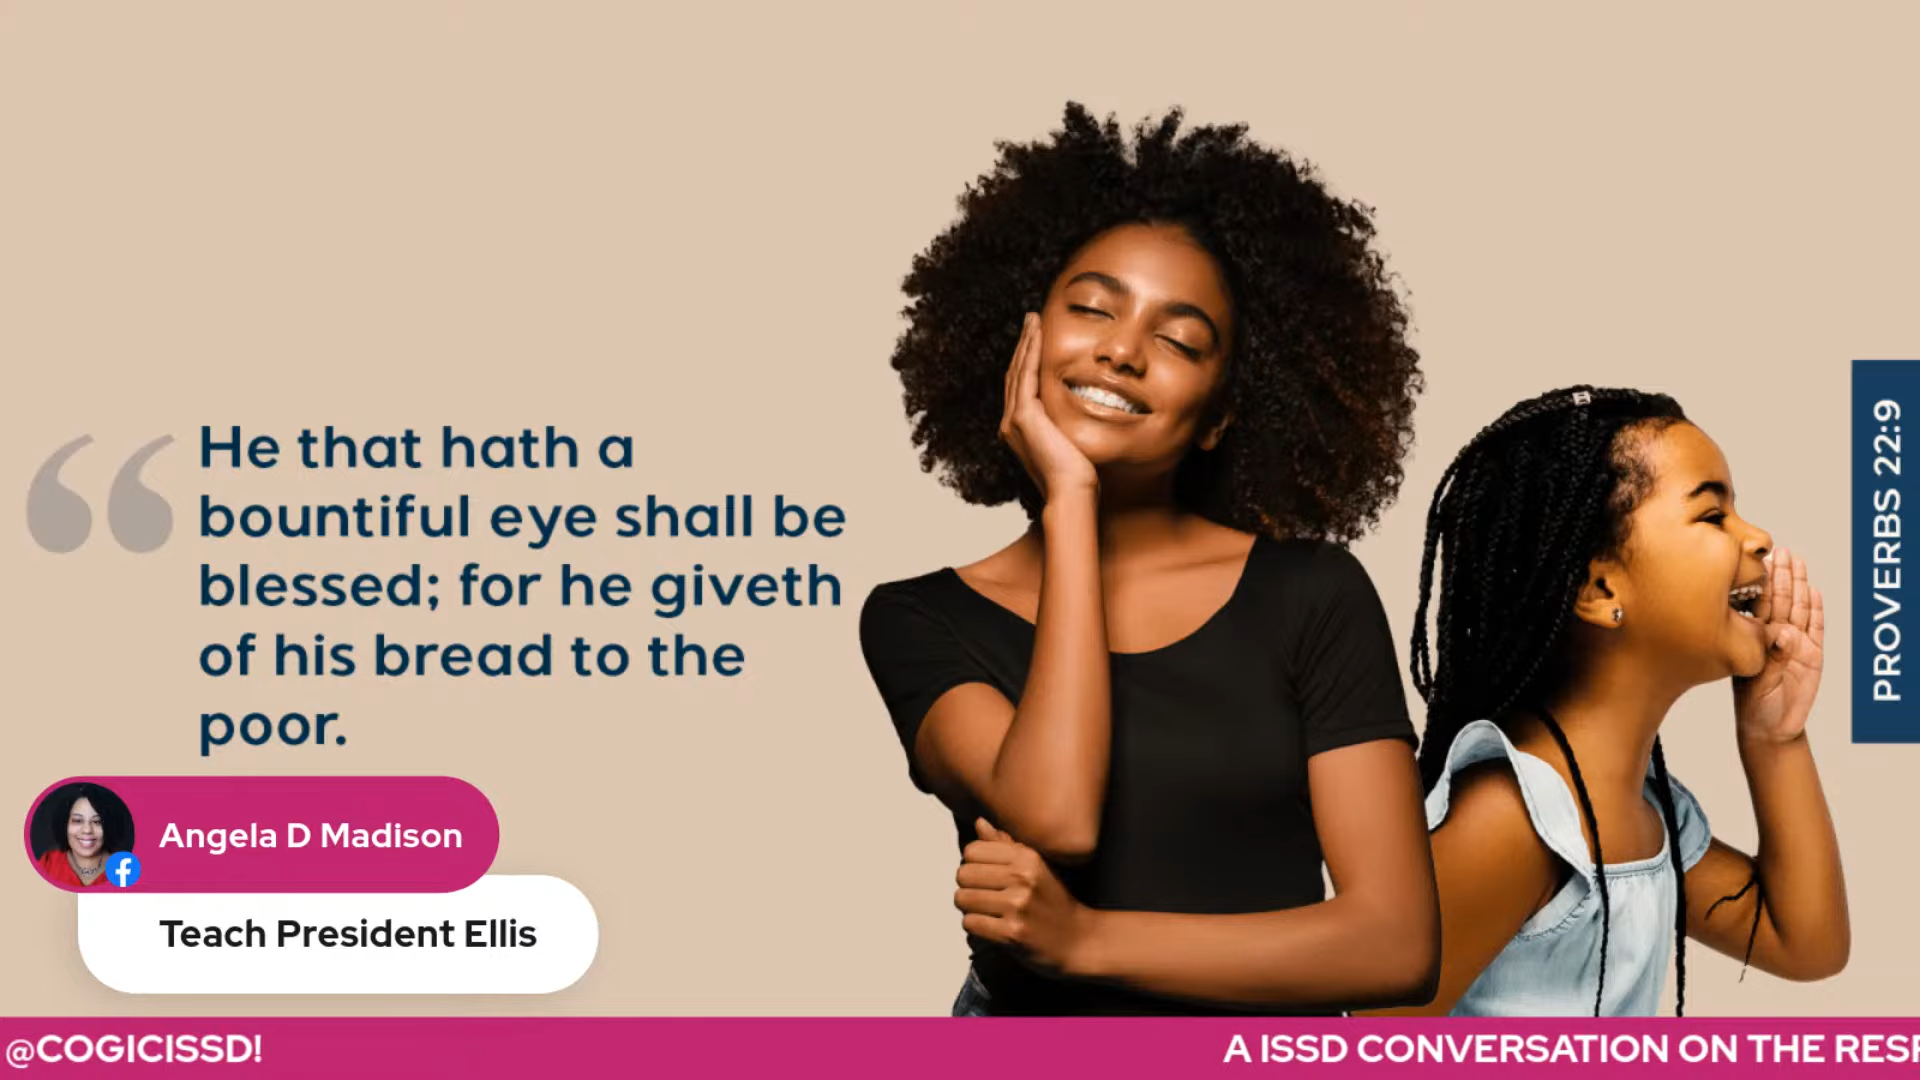 He that hath a
bountiful eye shall be
blessed; for he giveth
of his bread to the
poor.
PROVERBS 22:9
Angela D Madison
Teach President Ellis
@COGICISSD!
A ISSD CONVERSATION ON THE